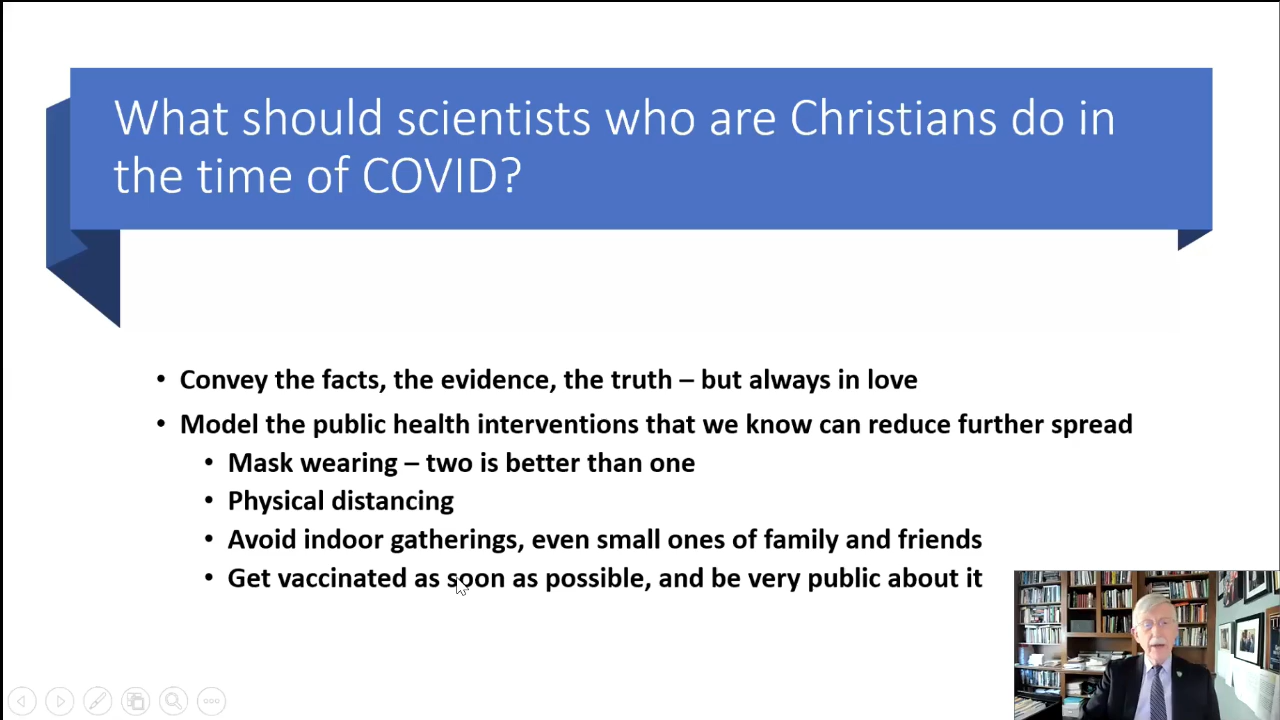 What should scientists who are Christians do in
the time of COVID?
• Convey the facts, the evidence, the truth – but always in love
• Model the public health interventions that we know can reduce further spread
• Mask wearing – two is better than one
• Physical distancing
• Avoid indoor gatherings, even small ones of family and friends
• Get vaccinated as soon as possible, and be very public about it